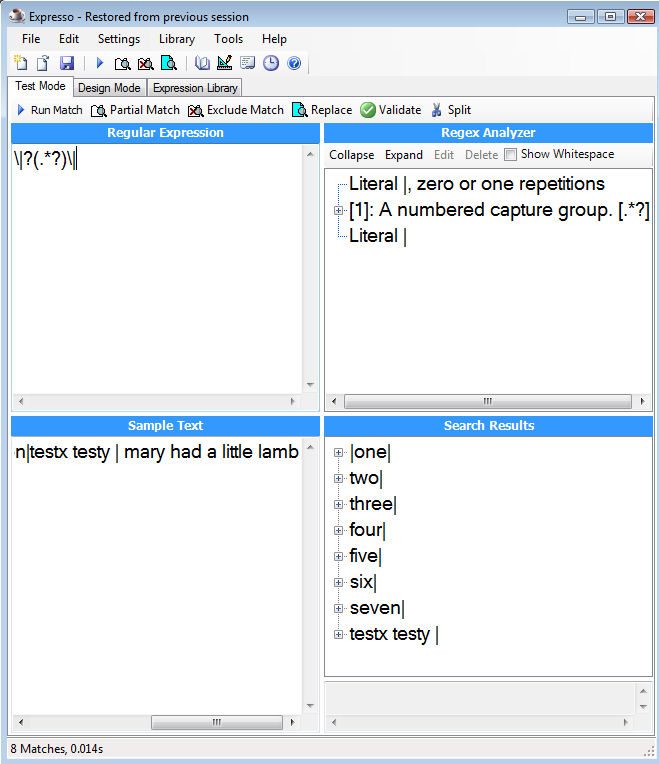 Expresso - Restored from previous session
File Edit Settings Library Tools Help
Test Mode Design Mode Expression Library
Run Match Partial Match Exclude Match Replace Validate Split
Regular Expression
\|?(.*?)\|
Regex Analyzer
Collapse Expand Edit Delete Show Whitespace
Literal |, zero or one repetitions
[1]: A numbered capture group. [.*?]
Literal |
Sample Text
n|testx testy | mary had a little lamb
Search Results
|one|
two|
three|
four|
five|
six|
seven|
testx testy |
8 Matches, 0.014s